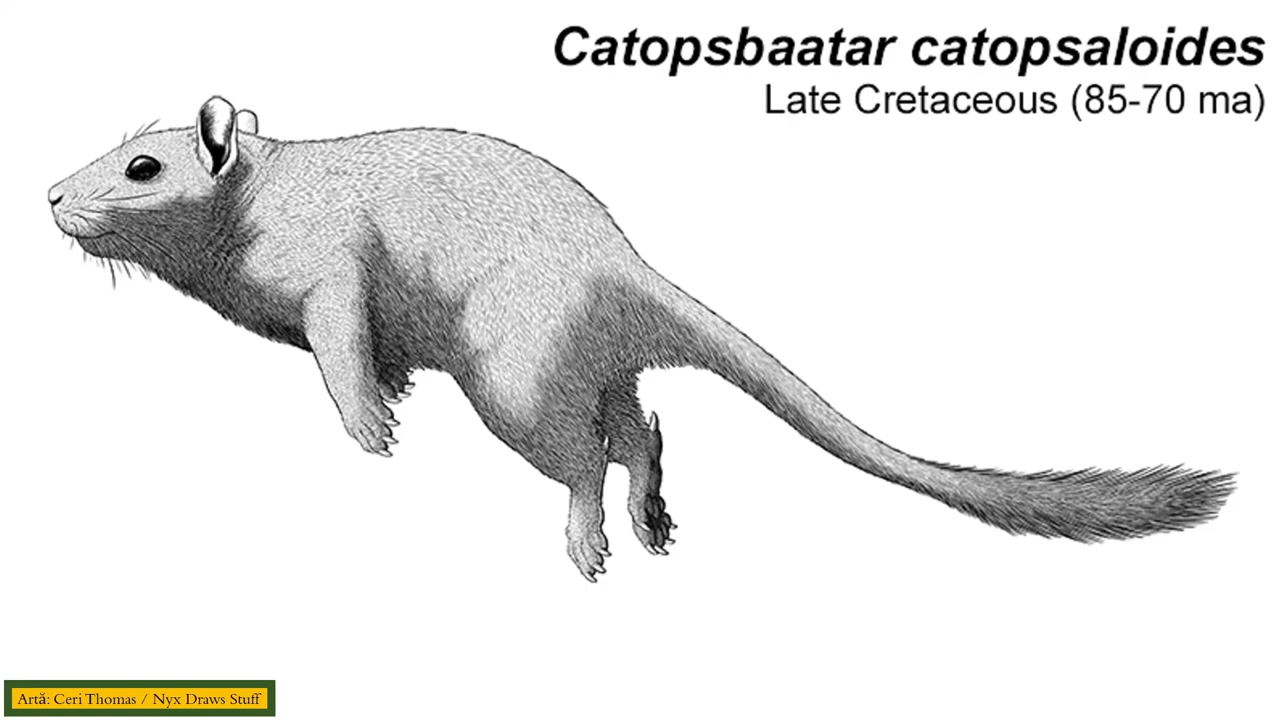 Catopsbaatar catopsaloides
Late Cretaceous (85-70 ma)
Artă: Ceri Thomas / Nyx Draws Stuff